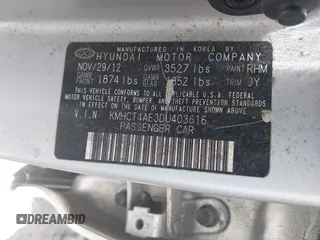 MANUFACTURED IN KOREA BY
HYUNDAI MOTOR COMPANY
NOV/29/12 GVWR 3527 lbs PAINT RHM
GAWR FRONT 1874 lbs GAWR 1852 lbs TRIM 9Y
THIS VEHICLE CONFORMS TO ALL
APPLICABLE U.S. FEDERAL
MOTOR VEHICLE SAFETY, BUMPER
AND THEFT PREVENTION STANDARDS
IN EFFECT ON THE DATE OF
MANUFACTURE SHOWN ABOVE.
V.I.N KMHCT4AE3DU403616
PASSENGER CAR
DREAMBID